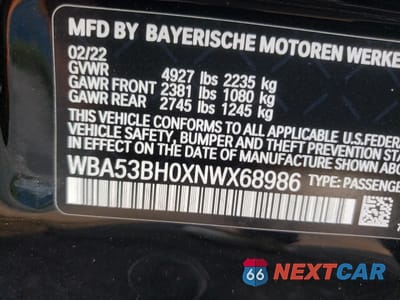 MFD BY BAYERISCHE MOTOREN WERKE
02/22
GVWR 4927 lbs 2235 kg
GAWR FRONT 2381 lbs 1080 kg
GAWR REAR 2745 lbs 1245 kg
THIS VEHICLE CONFORMS TO ALL APPLICABLE U.S.FEDER
VEHICLE SAFETY, BUMPER AND THEFT PREVENTION STA
IN EFFECT ON THE DATE OF MANUFACTURE SHOWN ABO
WBA53BH0XNWX68986 TYPE: PASSENGE
66 NEXTCAR